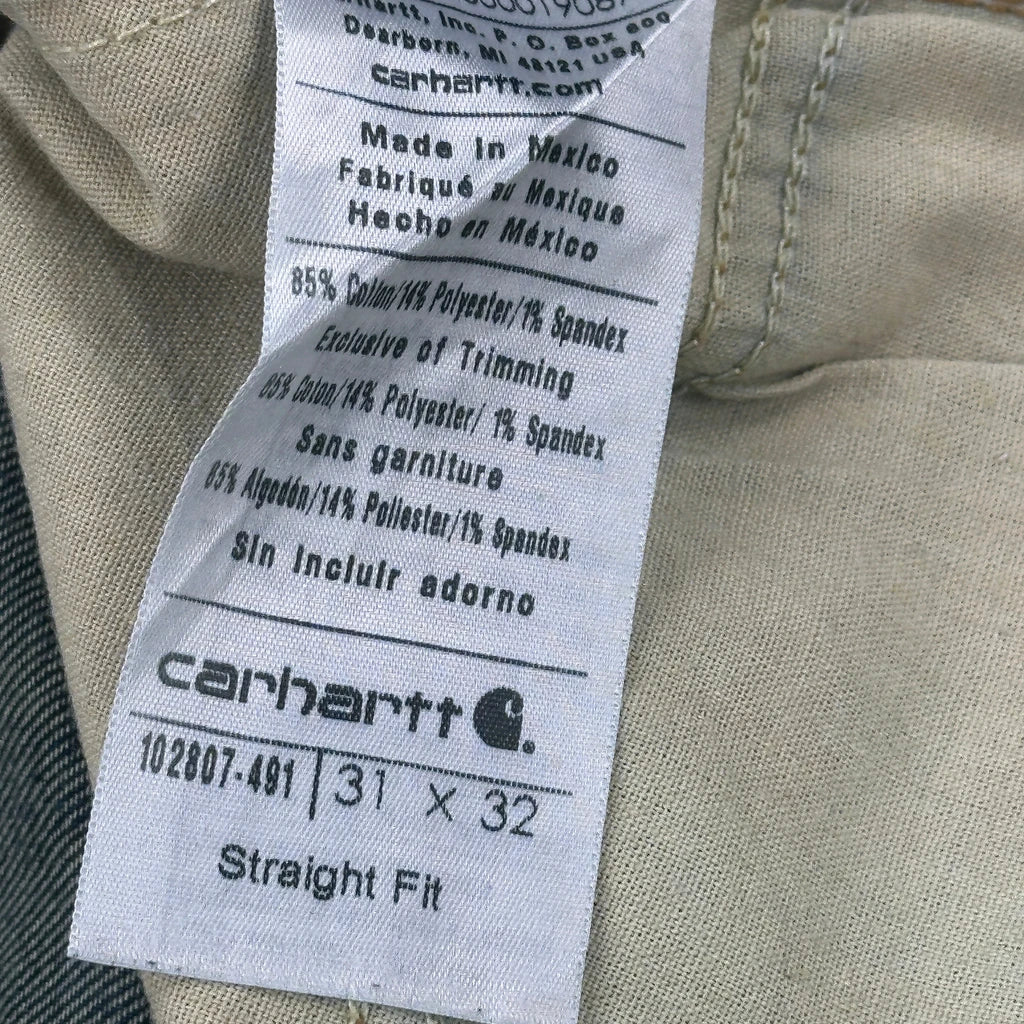 Inc. P. O. Box
Dearborn, MI 48121 USA
carhartt.com
Made in Mexico
Fabriqué au Mexique
Hecho en México
85% Cotton/14% Polyester/1% Spandex
Exclusive of Trimming
85% Coton/14% Polyester/ 1% Spandex
Sans garniture
85% Algodón/14% Poliester/1% Spandex
Sin incluir adorno
carhartt
102807-491 31 X 32
Straight Fit